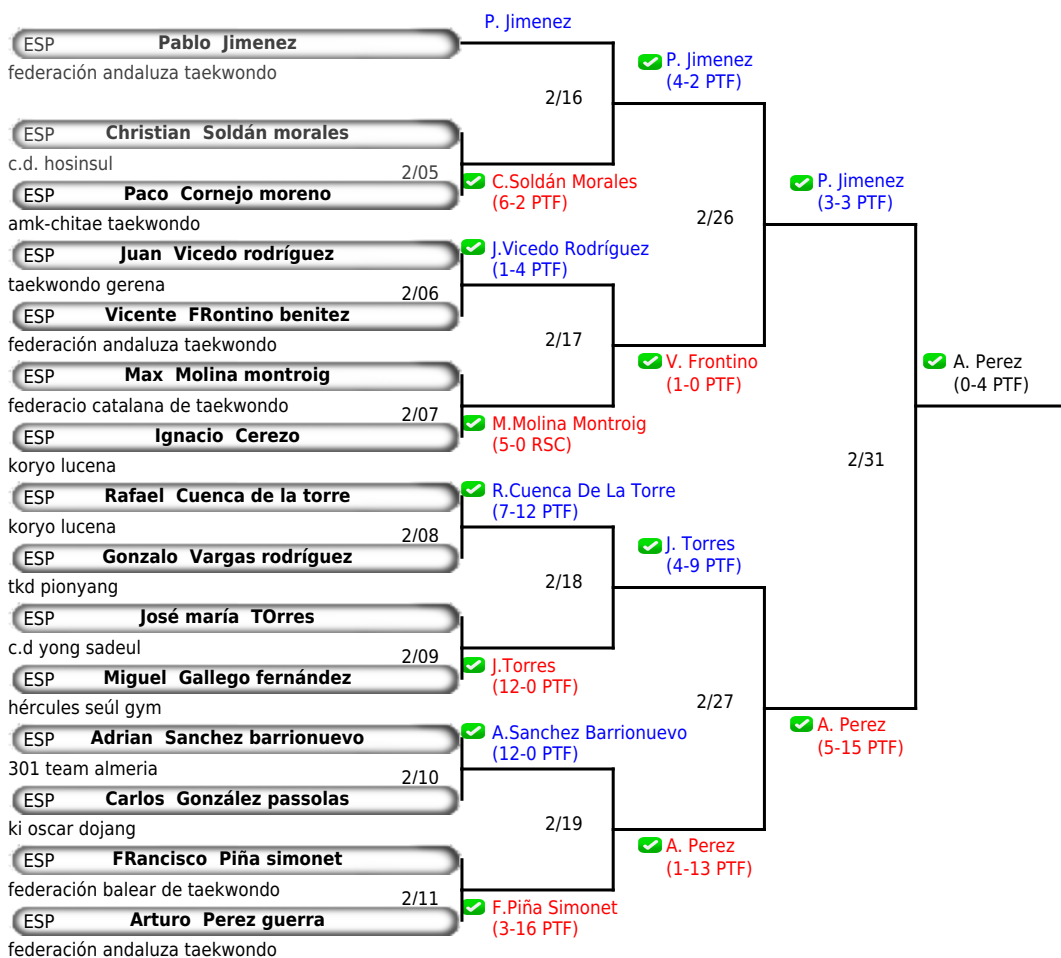 P. Jimenez
ESP Pablo Jimenez
federación andaluza taekwondo
2/16
P. Jimenez
(4-2 PTF)
ESP Christian Soldán morales
c.d. hosinsul
2/05
ESP Paco Cornejo moreno
amk-chitae taekwondo
C.Soldán Morales
(6-2 PTF)
2/26
P. Jimenez
(3-3 PTF)
ESP Juan Vicedo rodríguez
taekwondo gerena
2/06
J.Vicedo Rodríguez
(1-4 PTF)
ESP Vicente FRontino benitez
federación andaluza taekwondo
2/17
V. Frontino
(1-0 PTF)
A. Perez
(0-4 PTF)
ESP Max Molina montroig
federacio catalana de taekwondo
2/07
ESP Ignacio Cerezo
koryo lucena
M.Molina Montroig
(5-0 RSC)
2/31
ESP Rafael Cuenca de la torre
koryo lucena
2/08
R.Cuenca De La Torre
(7-12 PTF)
ESP Gonzalo Vargas rodríguez
tkd pionyang
2/18
J. Torres
(4-9 PTF)
ESP José maría TOrres
c.d yong sadeul
2/09
ESP Miguel Gallego fernández
hércules seúl gym
J.Torres
(12-0 PTF)
2/27
A. Perez
(5-15 PTF)
ESP Adrian Sanchez barrionuevo
301 team almeria
2/10
A.Sanchez Barrionuevo
(12-0 PTF)
ESP Carlos González passolas
ki oscar dojang
2/19
A. Perez
(1-13 PTF)
ESP FRancisco Piña simonet
federación balear de taekwondo
2/11
ESP Arturo Perez guerra
federación andaluza taekwondo
F.Piña Simonet
(3-16 PTF)